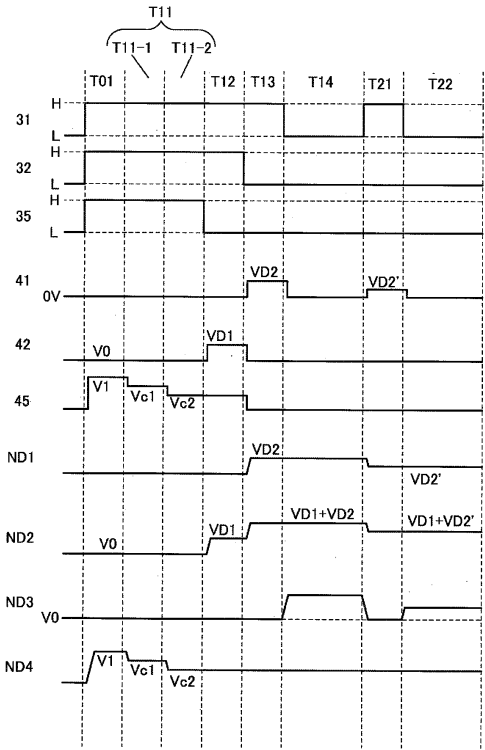 T11
T11-1 T11-2
T01 T12 T13 T14 T21 T22
H
31
L
H
32
L
H
35
L
41 VD2 VD2'
0V
42 V0 VD1
45 V1 Vc1 Vc2
ND1 VD2 VD2'
ND2 V0 VD1 VD1+VD2 VD1+VD2'
ND3
V0
ND4 V1 Vc1 Vc2